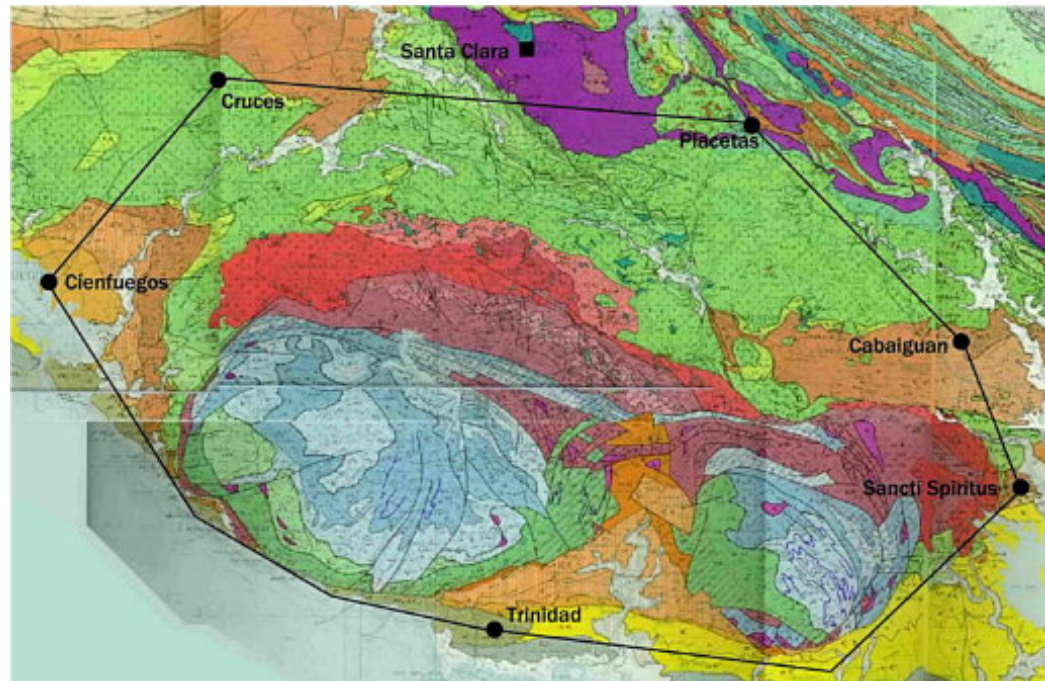 Santa Clara
Cruces
Placetas
Cienfuegos
Cabaiguan
Sancti Spiritus
Trinidad